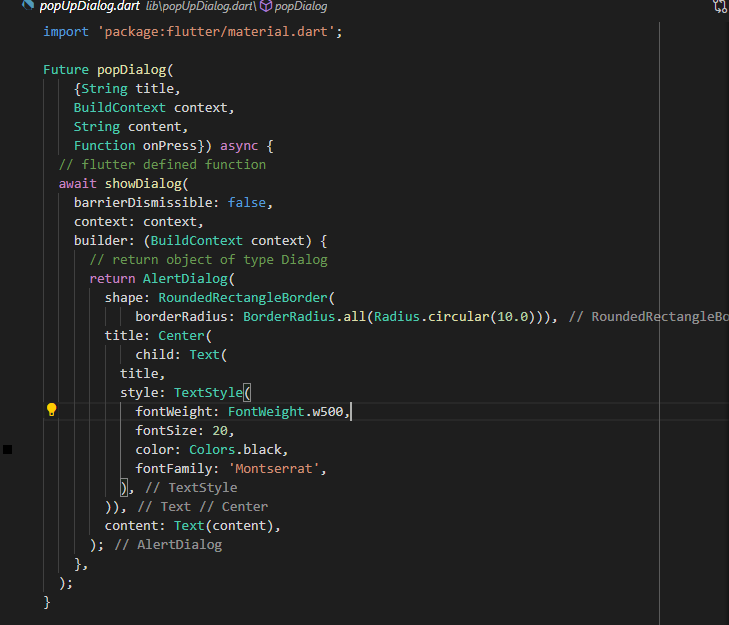 popUpDialog.dart lib\popUpDialog.dart\ popDialog
import 'package:flutter/material.dart';
Future popDialog(
{String title,
BuildContext context,
String content,
Function onPress}) async {
// flutter defined function
await showDialog(
barrierDismissible: false,
context: context,
builder: (BuildContext context) {
// return object of type Dialog
return AlertDialog(
shape: RoundedRectangleBorder(
borderRadius: BorderRadius.all(Radius.circular(10.0))), // RoundedRectangleBo
title: Center(
child: Text(
title,
style: TextStyle(
fontWeight: FontWeight.w500,
fontSize: 20,
color: Colors.black,
fontFamily: 'Montserrat',
), // TextStyle
)), // Text // Center
content: Text(content),
); // AlertDialog
},
);
}